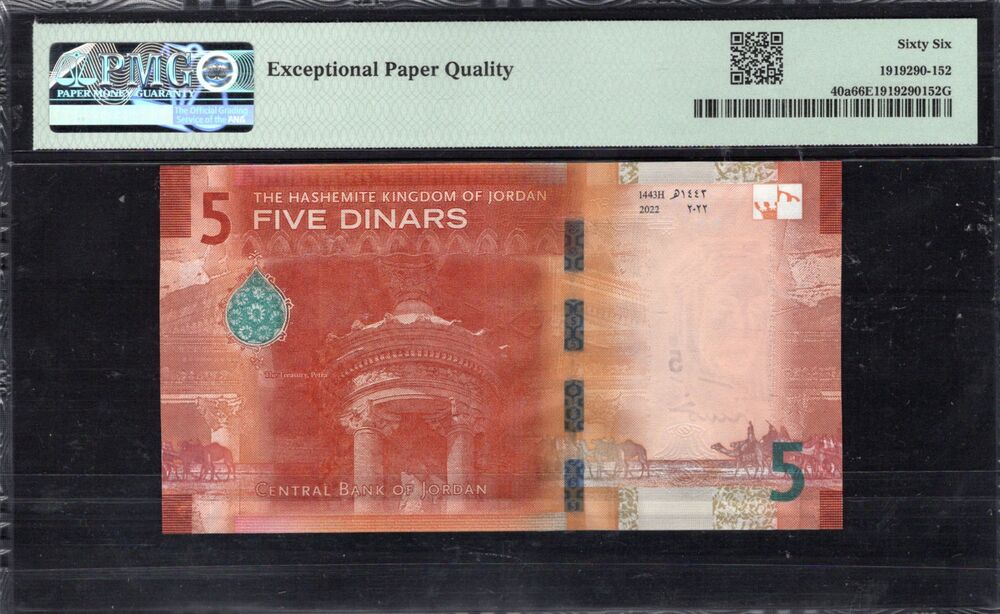 PMG
PAPER MONEY GUARANTY
The Official Grading
Service of the ANA
Exceptional Paper Quality
Sixty Six
1919290-152
40a66E1919290152G
5
THE HASHEMITE KINGDOM OF JORDAN
FIVE DINARS
1443H ١٤٤٣هـ
2022 ٢٠٢٢
The Treasury, Petra
5
CENTRAL BANK OF JORDAN
5